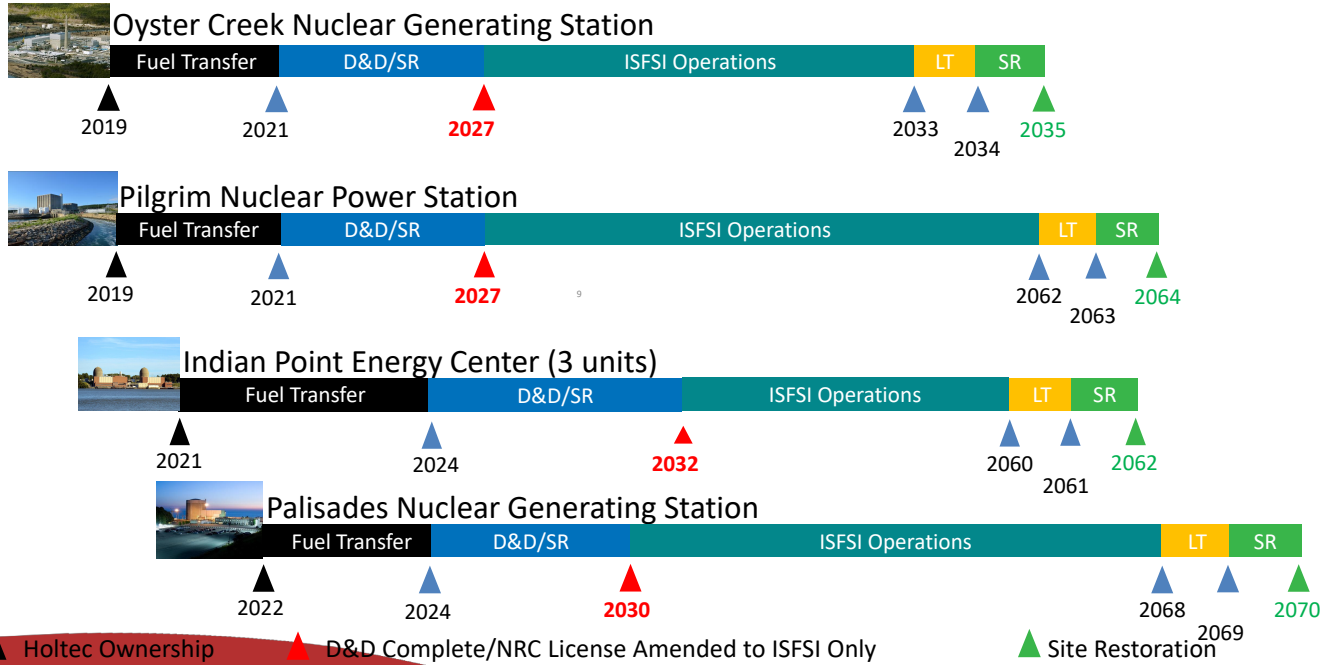 Oyster Creek Nuclear Generating Station
Fuel Transfer D&D/SR ISFSI Operations LT SR
2019 2021 2027 2033 2034 2035
Pilgrim Nuclear Power Station
Fuel Transfer D&D/SR ISFSI Operations LT SR
2019 2021 2027 2062 2063 2064
9
Indian Point Energy Center (3 units)
Fuel Transfer D&D/SR ISFSI Operations LT SR
2021 2024 2032 2060 2061 2062
Palisades Nuclear Generating Station
Fuel Transfer D&D/SR ISFSI Operations LT SR
2022 2024 2030 2068 2069 2070
Holtec Ownership D&D Complete/NRC License Amended to ISFSI Only Site Restoration